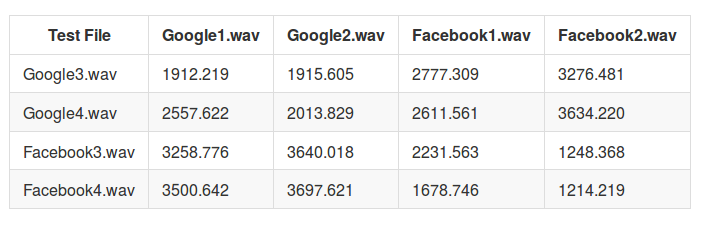 Test File Google1.wav Google2.wav Facebook1.wav Facebook2.wav
Google3.wav 1912.219 1915.605 2777.309 3276.481
Google4.wav 2557.622 2013.829 2611.561 3634.220
Facebook3.wav 3258.776 3640.018 2231.563 1248.368
Facebook4.wav 3500.642 3697.621 1678.746 1214.219